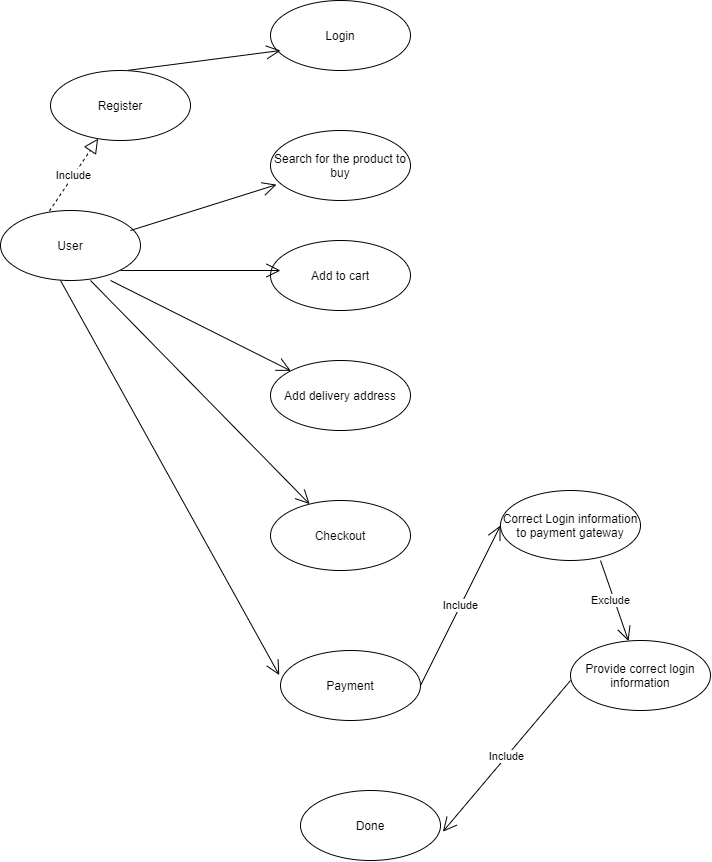 Login
Register
Search for the product to
buy
Include
User
Add to cart
Add delivery address
Correct Login information
to payment gateway
Checkout
Exclude
Include
Provide correct login
information
Payment
Include
Done